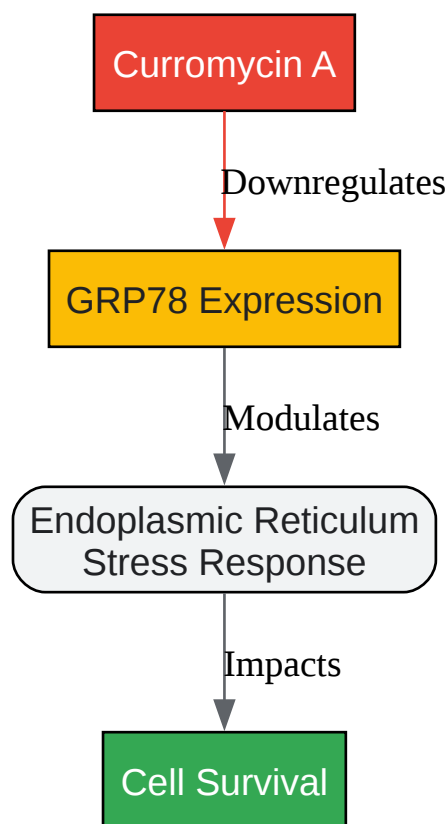 Curromycin A
Downregulates
GRP78 Expression
Modulates
Endoplasmic Reticulum
Stress Response
Impacts
Cell Survival